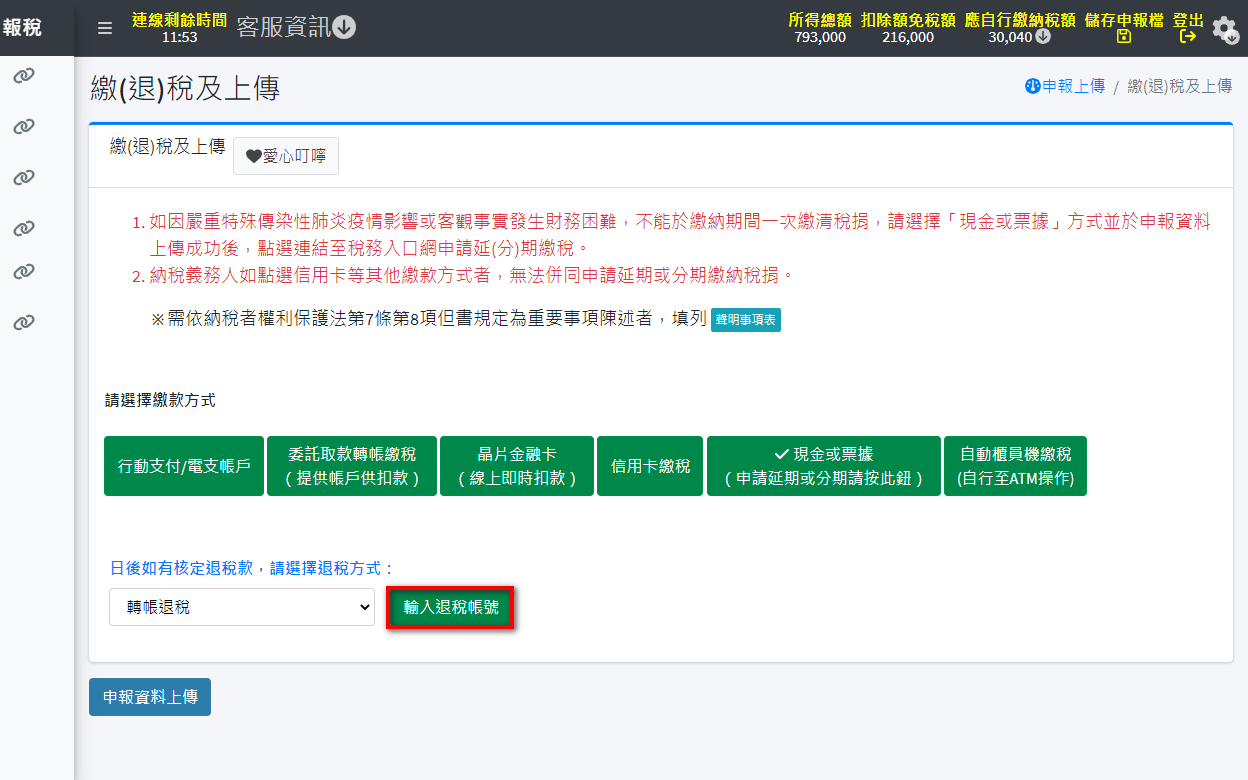 報稅
連線剩餘時間
11:53
客服資訊
所得總額
793,000
扣除額免稅額
216,000
應自行繳納稅額
30,040
儲存申報檔
登出
繳(退)稅及上傳
申報上傳 / 繳(退)稅及上傳
繳(退)稅及上傳
愛心叮嚀
1. 如因嚴重特殊傳染性肺炎疫情影響或客觀事實發生財務困難，不能於繳納期間一次繳清稅捐，請選擇「現金或票據」方式並於申報資料
上傳成功後，點選連結至稅務入口網申請延(分)期繳稅。
2. 納稅義務人如點選信用卡等其他繳款方式者，無法併同申請延期或分期繳納稅捐。
※需依納稅者權利保護法第7條第8項但書規定為重要事項陳述者，填列 聲明事項表
請選擇繳款方式
行動支付/電支帳戶
委託取款轉帳繳稅
（提供帳戶供扣款）
晶片金融卡
（線上即時扣款）
信用卡繳稅
現金或票據
（申請延期或分期請按此鈕）
自動櫃員機繳稅
(自行至ATM操作)
日後如有核定退稅款，請選擇退稅方式：
轉帳退稅
輸入退稅帳號
申報資料上傳